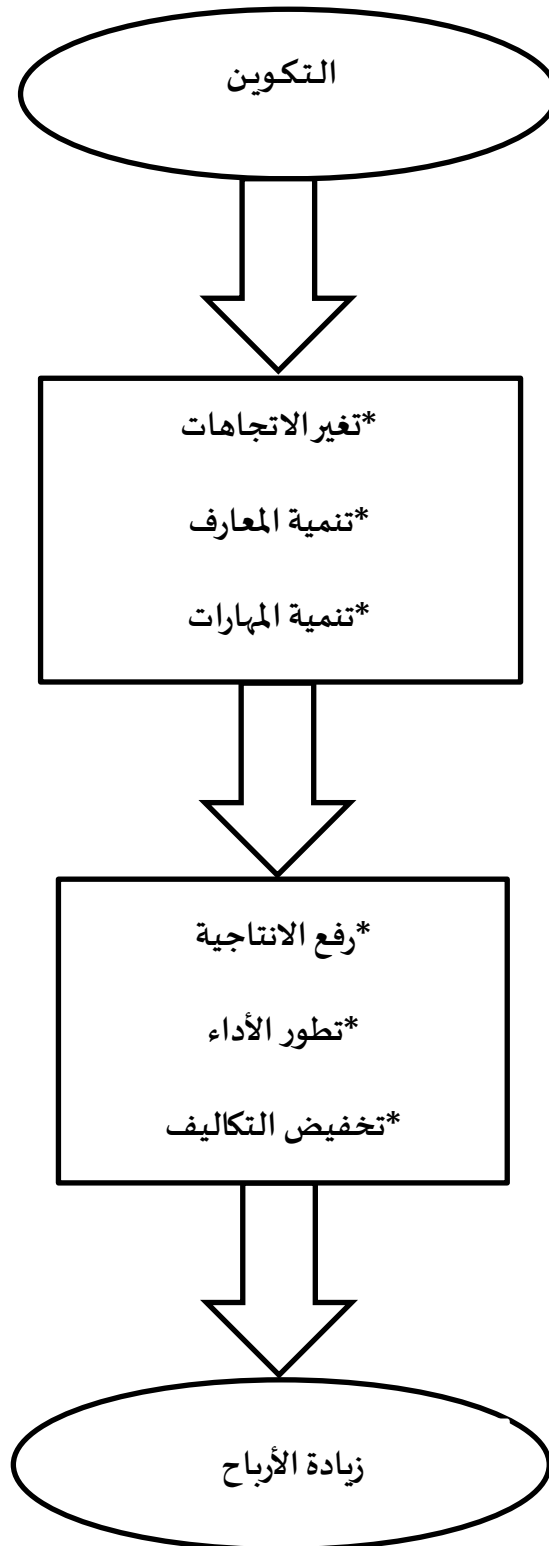 التكوين
*تغير الاتجاهات
*تنمية المعارف
*تنمية المهارات
*رفع الانتاجية
*تطور الأداء
*تخفيض التكاليف
زيادة الأرباح